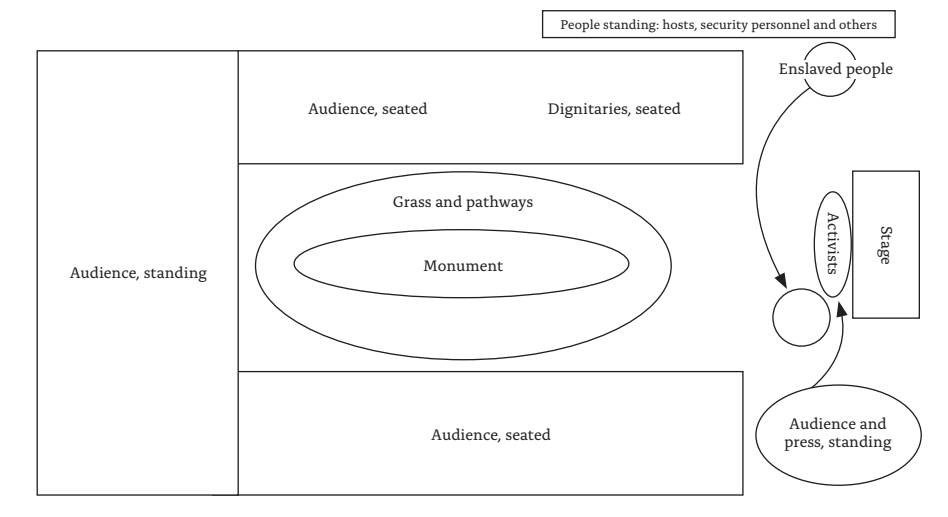 People standing: hosts, security personnel and others
Enslaved people
Audience, seated
Dignitaries, seated
Grass and pathways
Activists
Stage
Monument
Audience, standing
Audience and
press, standing
Audience, seated